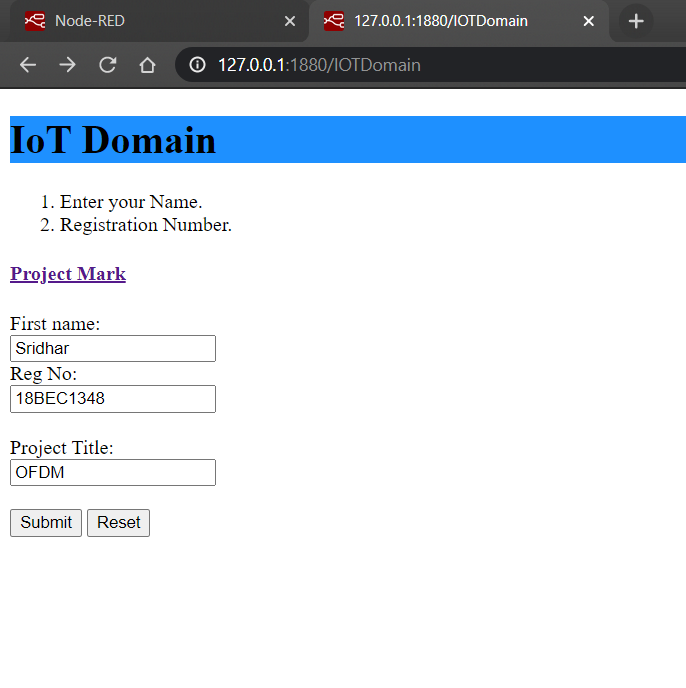 Node-RED
127.0.0.1:1880/IOTDomain
127.0.0.1:1880/IOTDomain
IoT Domain
1. Enter your Name.
2. Registration Number.
Project Mark
First name:
Sridhar
Reg No:
18BEC1348
Project Title:
OFDM
Submit Reset